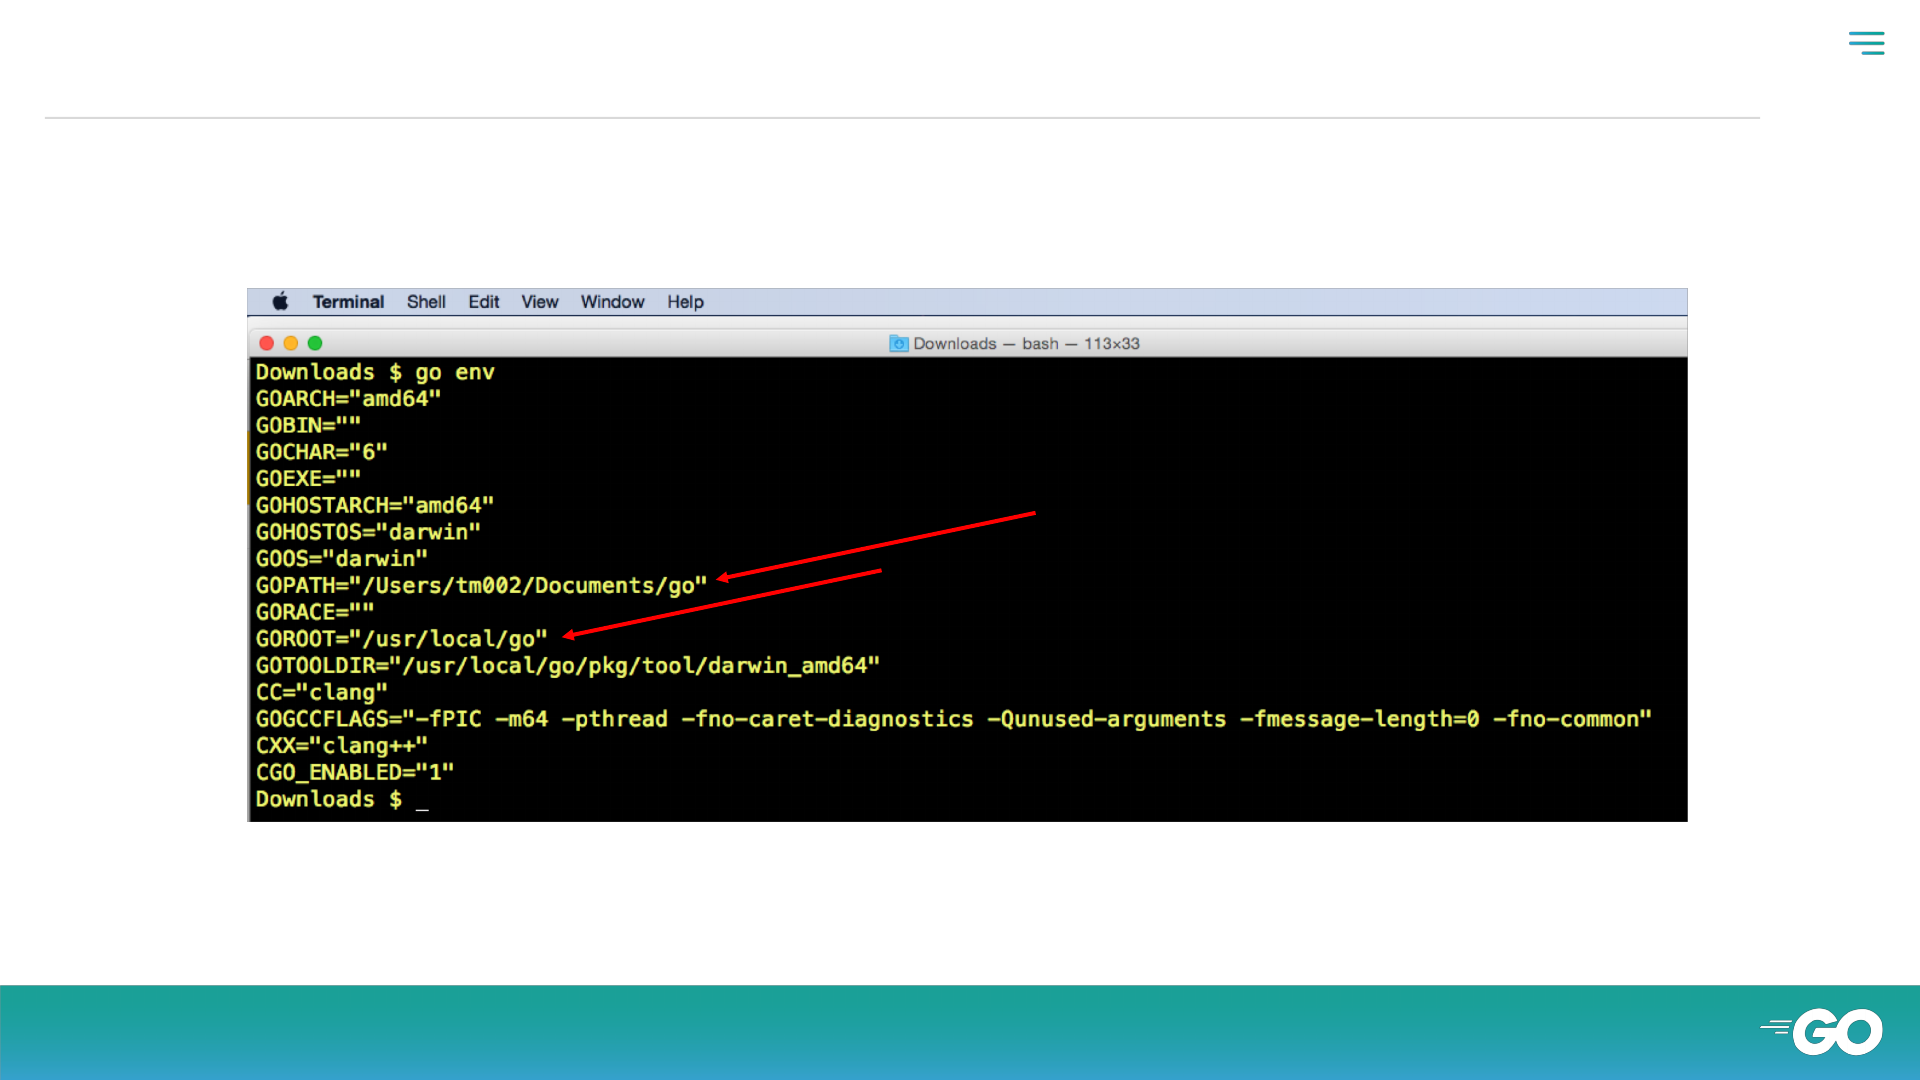 Terminal Shell Edit View Window Help
Downloads — bash — 113×33
Downloads $ go env
GOARCH="amd64"
GOBIN=""
GOCHAR="6"
GOEXE=""
GOHOSTARCH="amd64"
GOHOSTOS="darwin"
GOOS="darwin"
GOPATH="/Users/tm002/Documents/go"
GORACE=""
GOROOT="/usr/local/go"
GOTOOLDIR="/usr/local/go/pkg/tool/darwin_amd64"
CC="clang"
GOGCCFLAGS="-fPIC -m64 -pthread -fno-caret-diagnostics -Qunused-arguments -fmessage-length=0 -fno-common"
CXX="clang++"
CGO_ENABLED="1"
Downloads $ _
GO